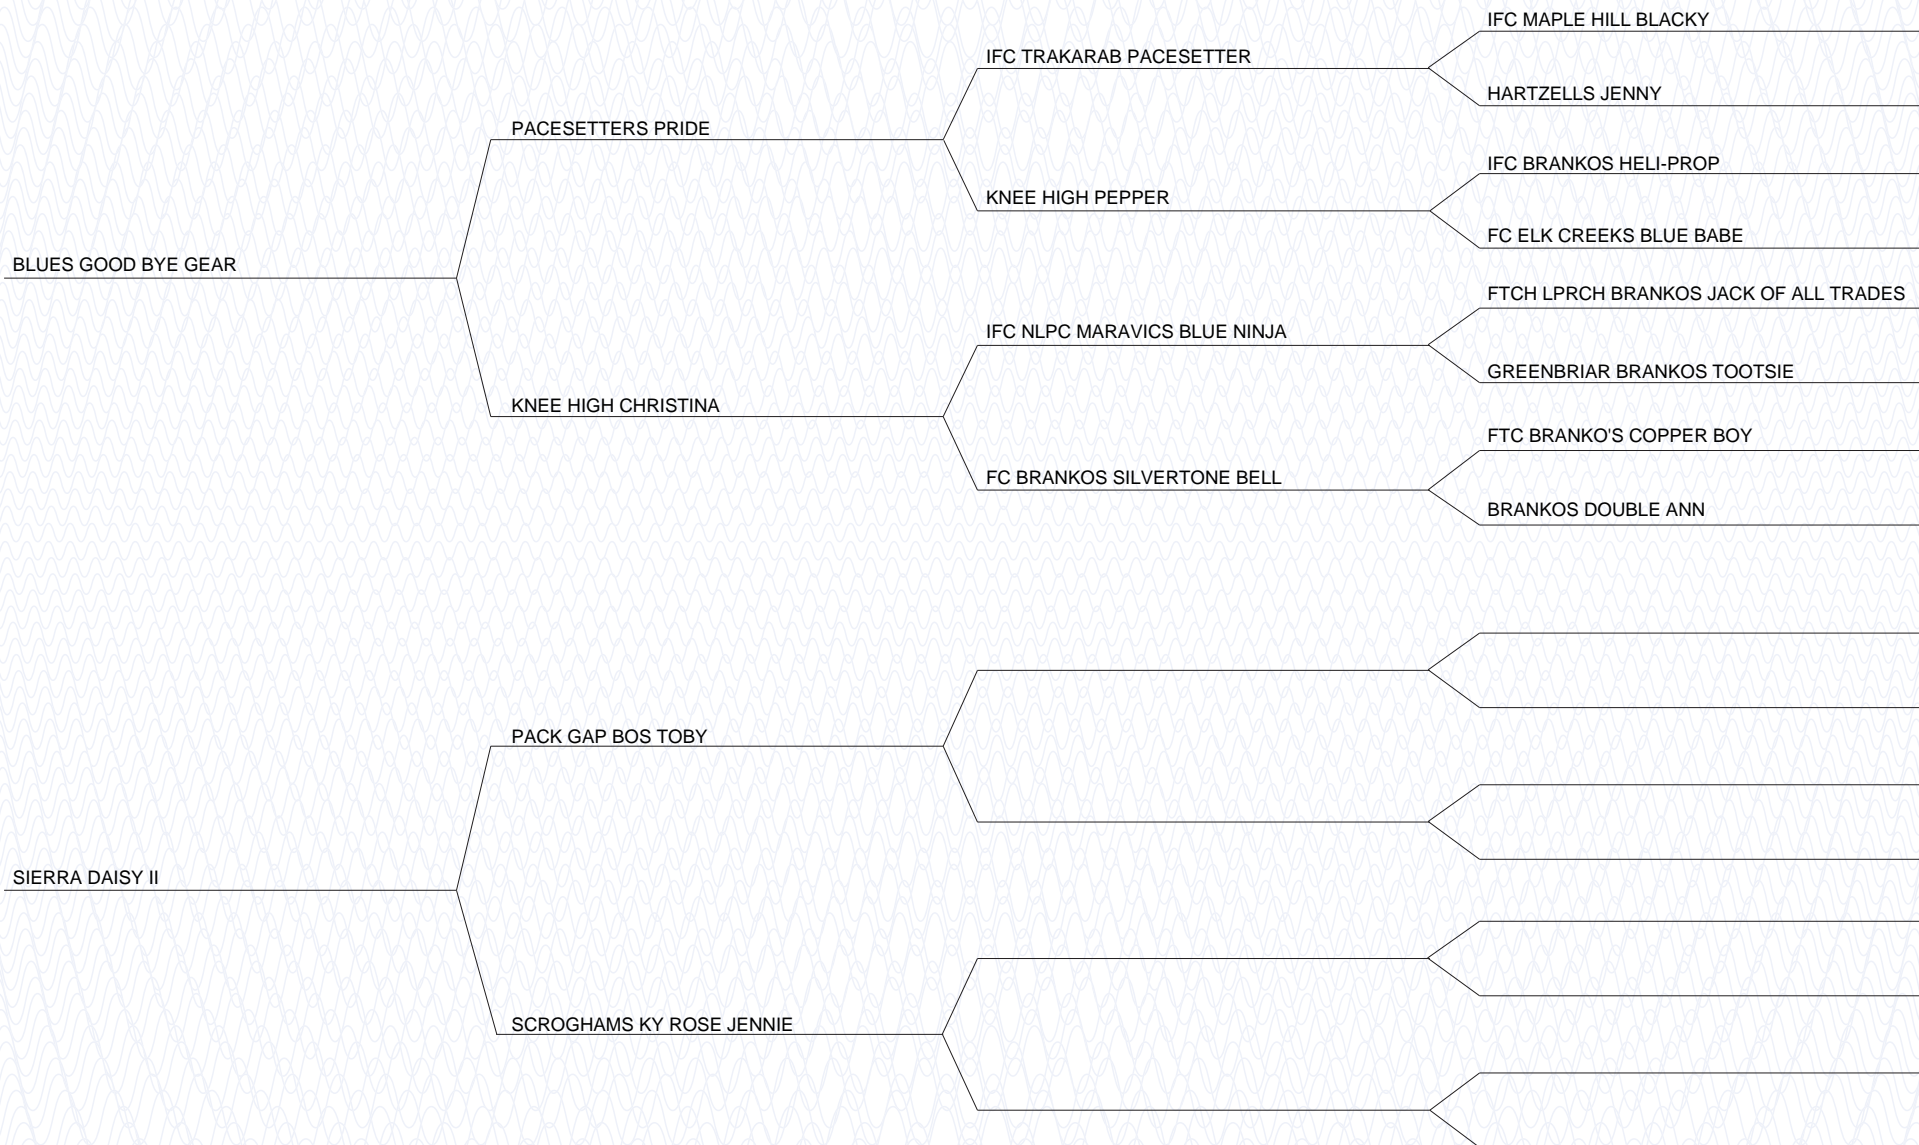 IFC MAPLE HILL BLACKY
IFC TRAKARAB PACESETTER
HARTZELLS JENNY
PACESETTERS PRIDE
IFC BRANKOS HELI-PROP
KNEE HIGH PEPPER
FC ELK CREEKS BLUE BABE
BLUES GOOD BYE GEAR
FTCH LPRCH BRANKOS JACK OF ALL TRADES
IFC NLPC MARAVICS BLUE NINJA
GREENBRIAR BRANKOS TOOTSIE
KNEE HIGH CHRISTINA
FTC BRANKO'S COPPER BOY
FC BRANKOS SILVERTONE BELL
BRANKOS DOUBLE ANN
PACK GAP BOS TOBY
SIERRA DAISY II
SCROGHAMS KY ROSE JENNIE